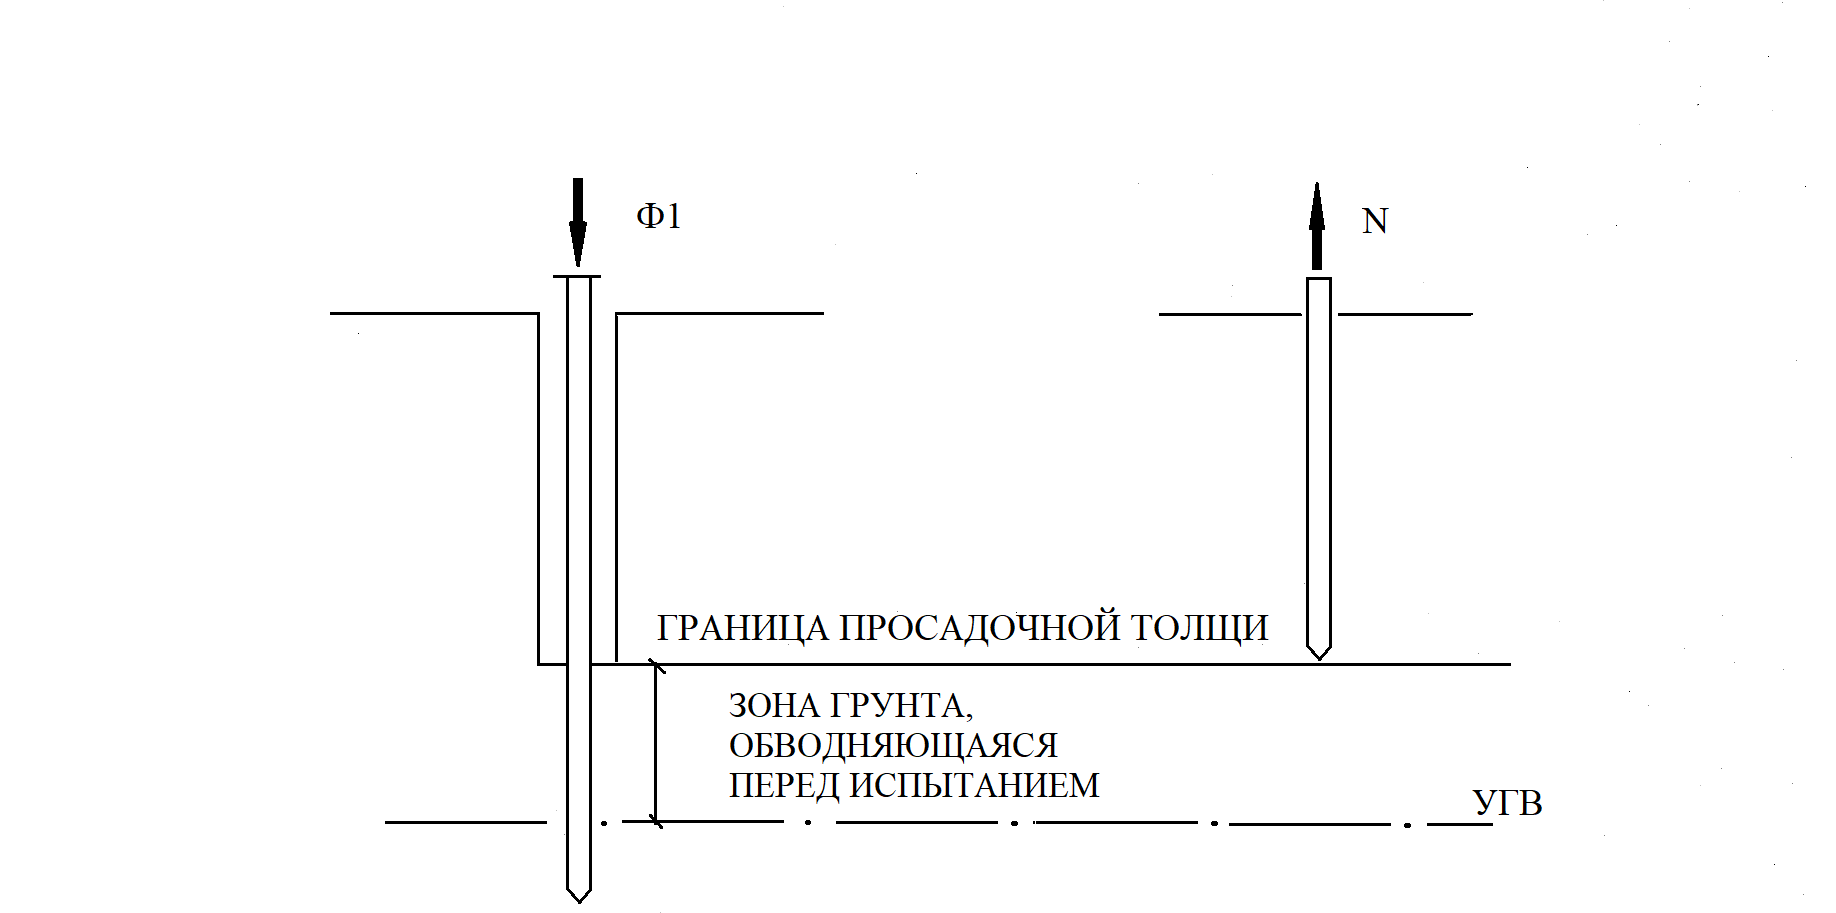 Ф1
N
ГРАНИЦА ПРОСАДОЧНОЙ ТОЛЩИ
ЗОНА ГРУНТА,
ОБВОДНЯЮЩАЯСЯ
ПЕРЕД ИСПЫТАНИЕМ
УГВ